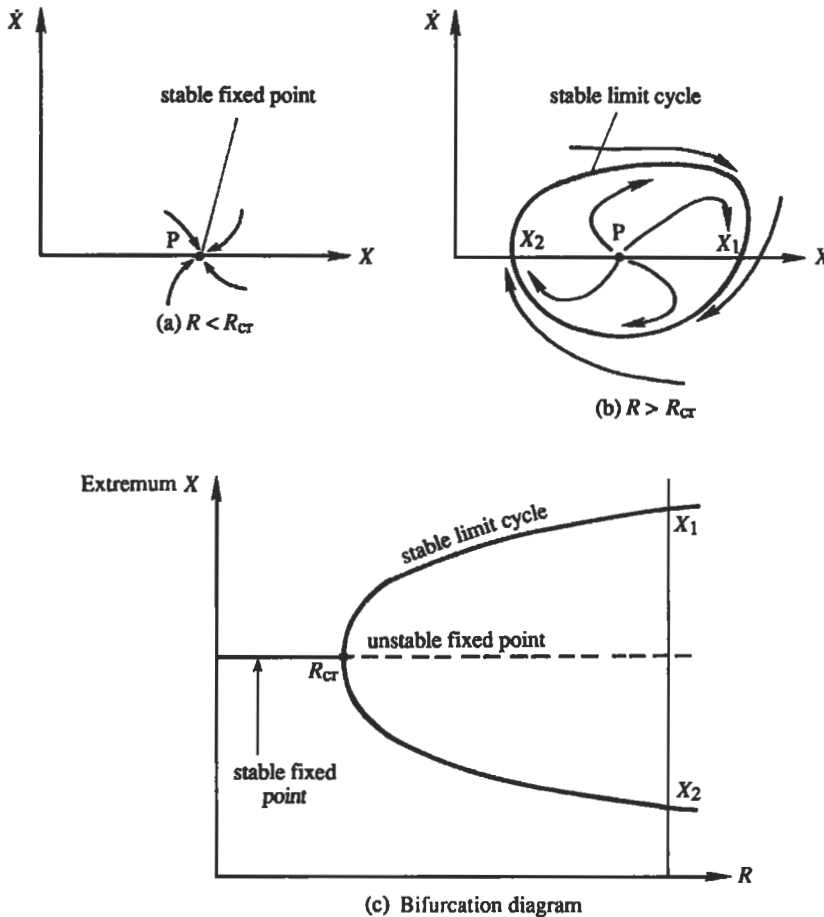 Ẋ
stable fixed point
P
X
(a) R < Rcr
Ẋ
stable limit cycle
X2
P
X1
X
(b) R > Rcr
Extremum X
stable limit cycle
X1
unstable fixed point
Rcr
stable fixed
point
X2
R
(c) Bifurcation diagram